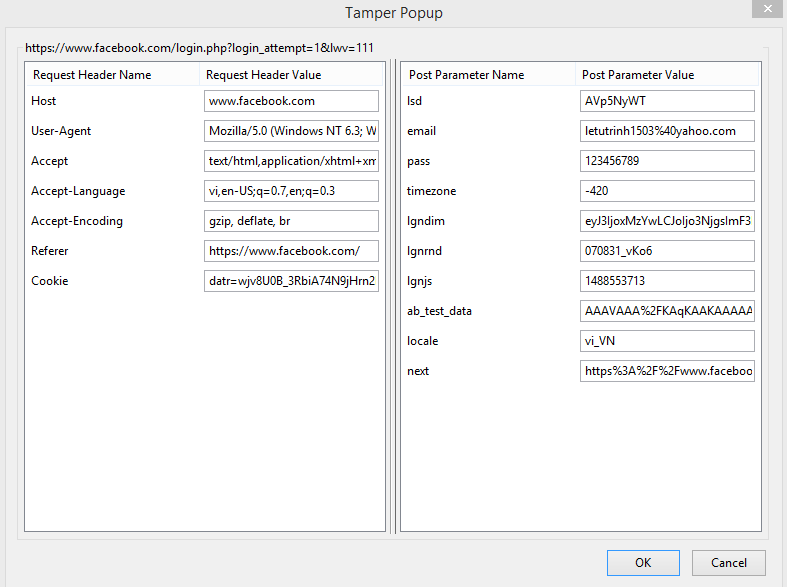 Tamper Popup
https://www.facebook.com/login.php?login_attempt=1&lwv=111
Request Header Name Request Header Value
Host www.facebook.com
User-Agent Mozilla/5.0 (Windows NT 6.3; W
Accept text/html,application/xhtml+xm
Accept-Language vi,en-US;q=0.7,en;q=0.3
Accept-Encoding gzip, deflate, br
Referer https://www.facebook.com/
Cookie datr=wjv8U0B_3RbiA74N9jHrn2
Post Parameter Name Post Parameter Value
lsd AVp5NyWT
email letutrinh1503%40yahoo.com
pass 123456789
timezone -420
lgndim eyJ3IjoxMzYwLCJoIjo3NjgsImF3
lgnrnd 070831_vKo6
lgnjs 1488553713
ab_test_data AAAVAAA%2FKAqKAAKAAAAA
locale vi_VN
next https%3A%2F%2Fwww.faceboo
OK Cancel